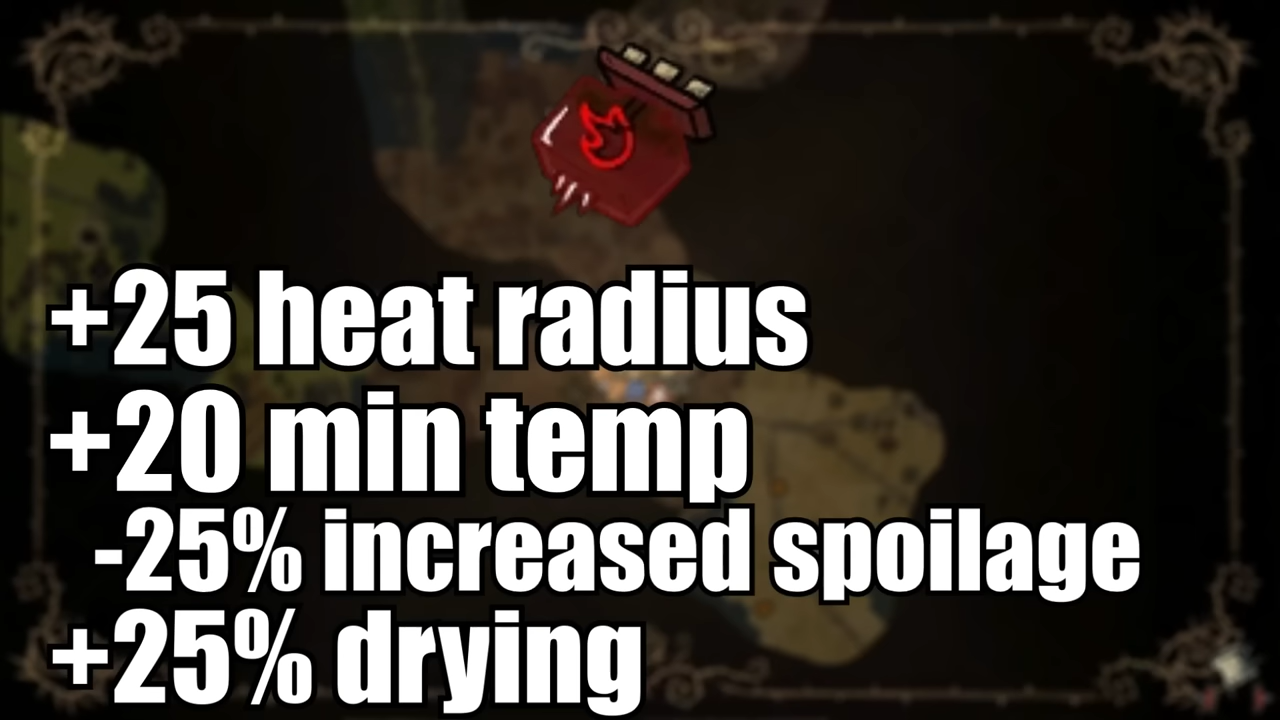 +25 heat radius
+20 min temp
-25% increased spoilage
+25% drying